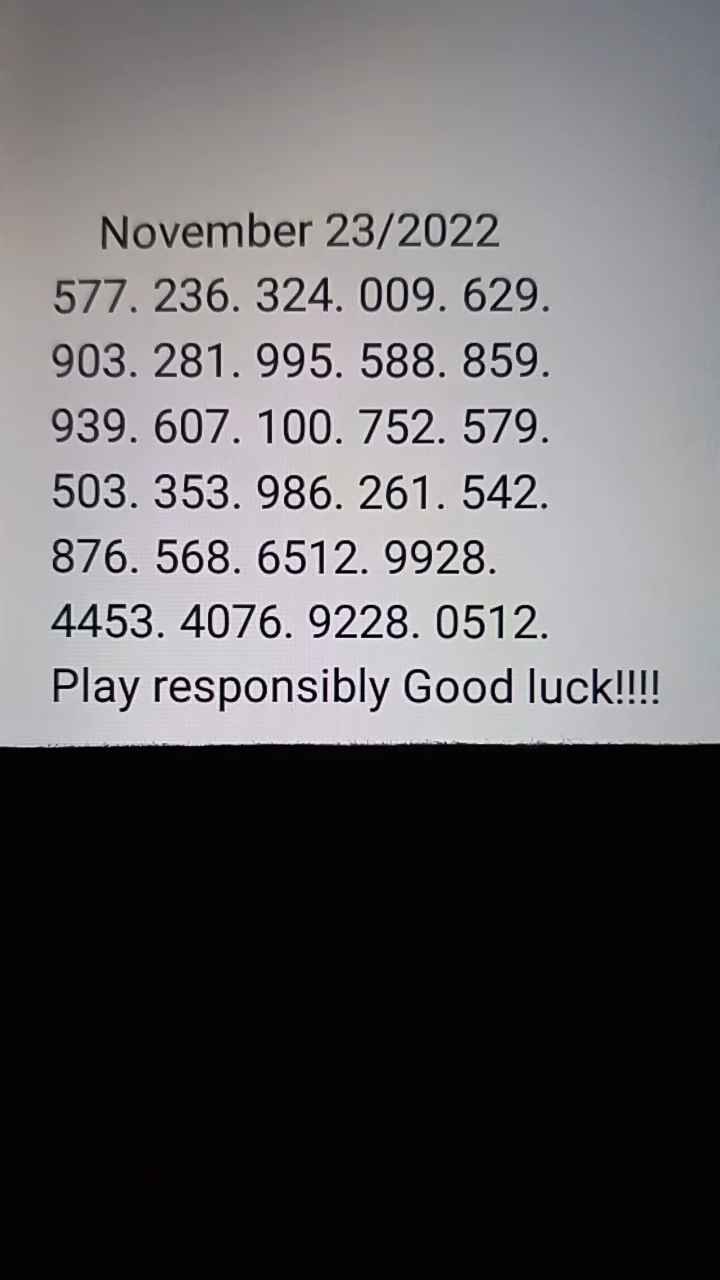 November 23/2022
577. 236. 324. 009. 629.
903. 281. 995. 588. 859.
939. 607. 100. 752. 579.
503. 353. 986. 261. 542.
876. 568. 6512. 9928.
4453. 4076. 9228. 0512.
Play responsibly Good luck!!!!